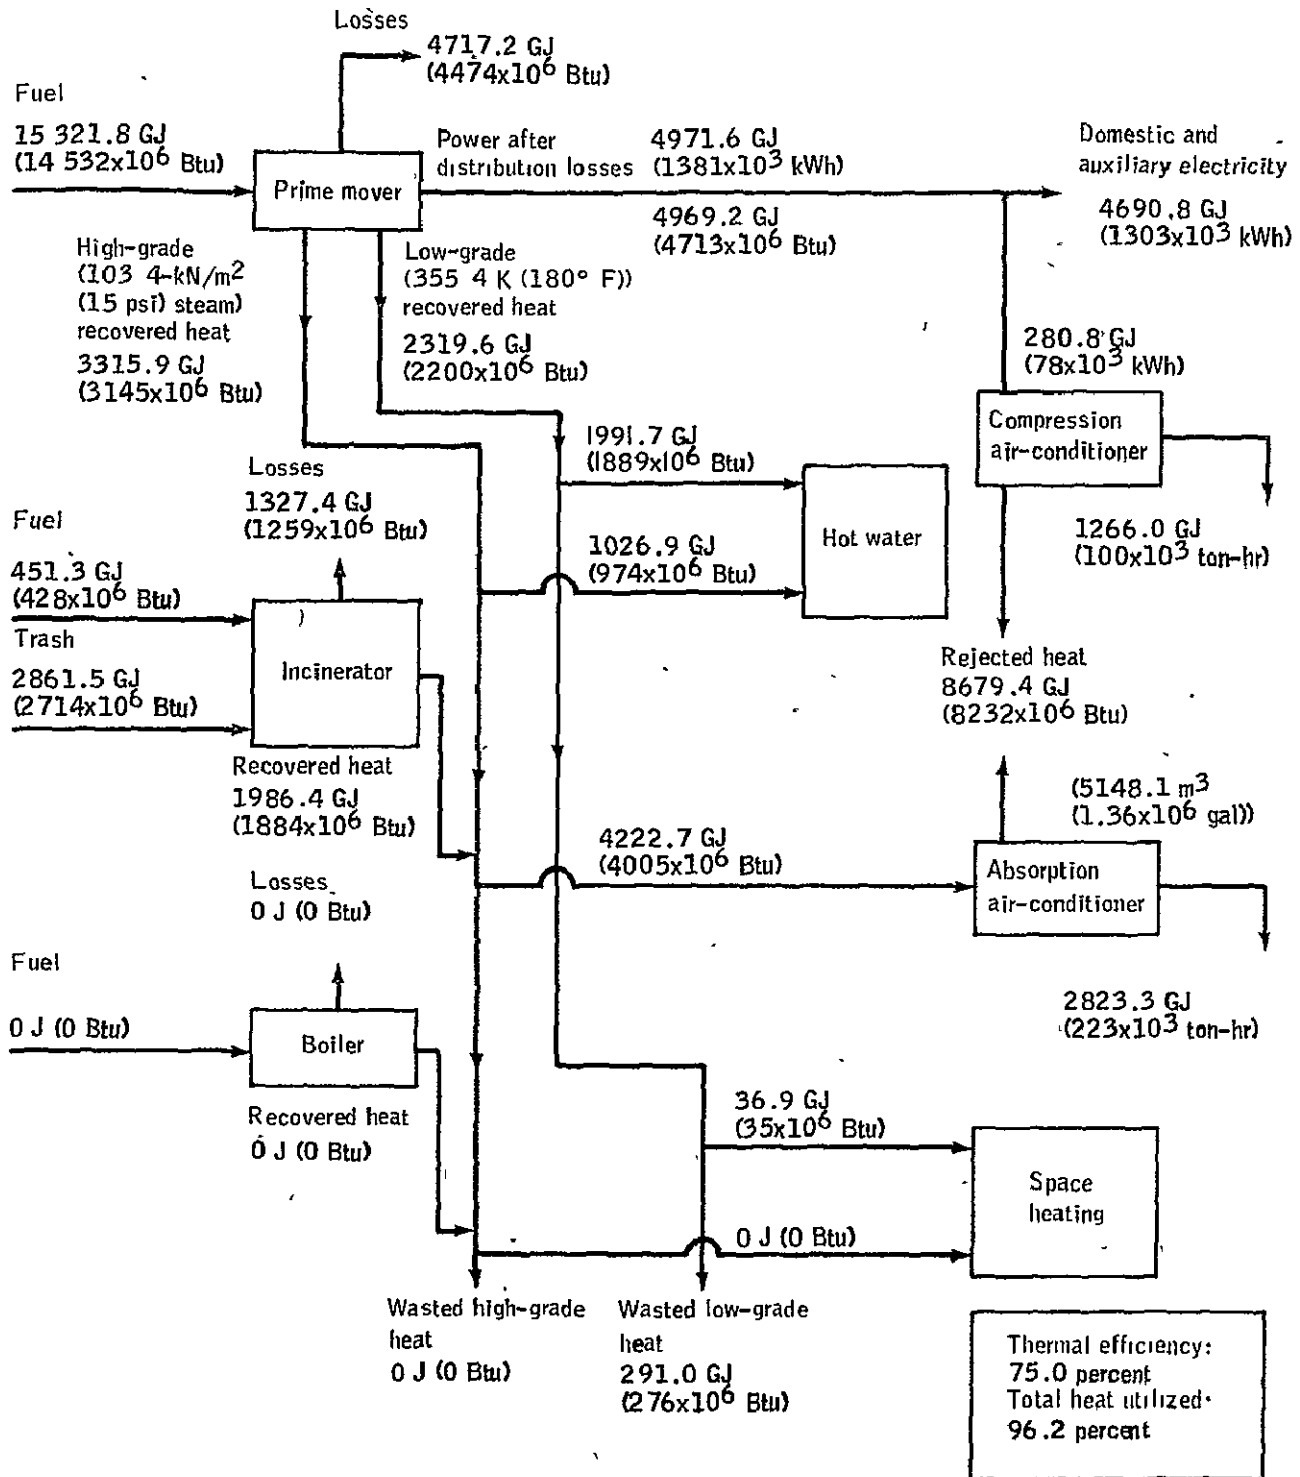 Losses
4717.2 GJ
(4474x10⁶ Btu)
Fuel
15 321.8 GJ
(14 532x10⁶ Btu)
Prime mover
Power after
distribution losses
4971.6 GJ
(1381x10³ kWh)
4969.2 GJ
(4713x10⁶ Btu)
Domestic and
auxiliary electricity
4690.8 GJ
(1303x10³ kWh)
High-grade
(103 4-kN/m²
(15 psi) steam)
recovered heat
3315.9 GJ
(3145x10⁶ Btu)
Low-grade
(355 4 K (180° F))
recovered heat
2319.6 GJ
(2200x10⁶ Btu)
280.8 GJ
(78x10³ kWh)
Compression
air-conditioner
1266.0 GJ
(100x10³ ton-hr)
1991.7 GJ
(1889x10⁶ Btu)
1026.9 GJ
(974x10⁶ Btu)
Hot water
Losses
1327.4 GJ
(1259x10⁶ Btu)
Fuel
451.3 GJ
(428x10⁶ Btu)
Trash
2861.5 GJ
(2714x10⁶ Btu)
Incinerator
Recovered heat
1986.4 GJ
(1884x10⁶ Btu)
Rejected heat
8679.4 GJ
(8232x10⁶ Btu)
(5148.1 m³
(1.36x10⁶ gal))
4222.7 GJ
(4005x10⁶ Btu)
Absorption
air-conditioner
2823.3 GJ
(223x10³ ton-hr)
Losses
0 J (0 Btu)
Fuel
0 J (0 Btu)
Boiler
Recovered heat
0 J (0 Btu)
36.9 GJ
(35x10⁶ Btu)
0 J (0 Btu)
Space
heating
Wasted high-grade
heat
0 J (0 Btu)
Wasted low-grade
heat
291.0 GJ
(276x10⁶ Btu)
Thermal efficiency:
75.0 percent
Total heat utilized·
96.2 percent